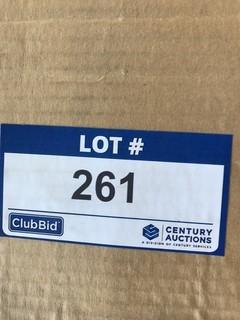 LOT #
261
ClubBid
CENTURY
AUCTIONS
A DIVISION OF CENTURY SERVICES